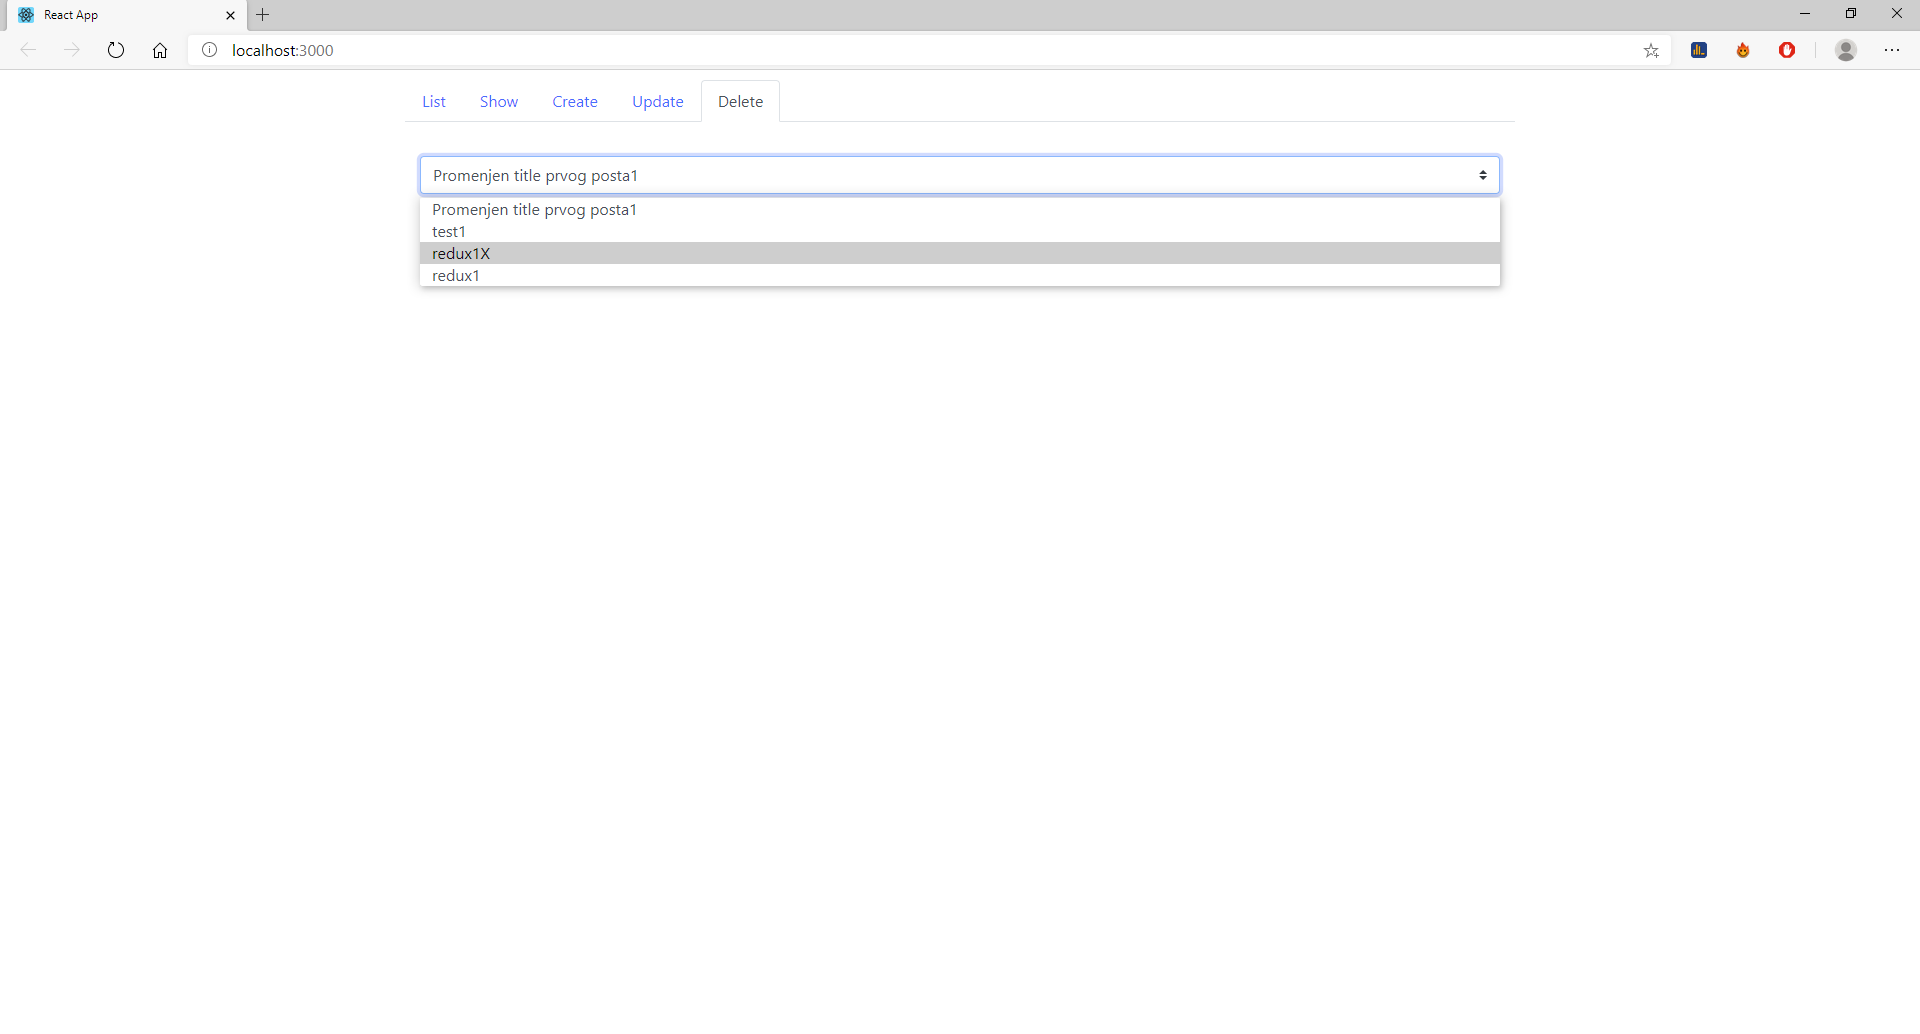 React App
localhost:3000
List Show Create Update Delete
Promenjen title prvog posta1
Promenjen title prvog posta1
test1
redux1X
redux1